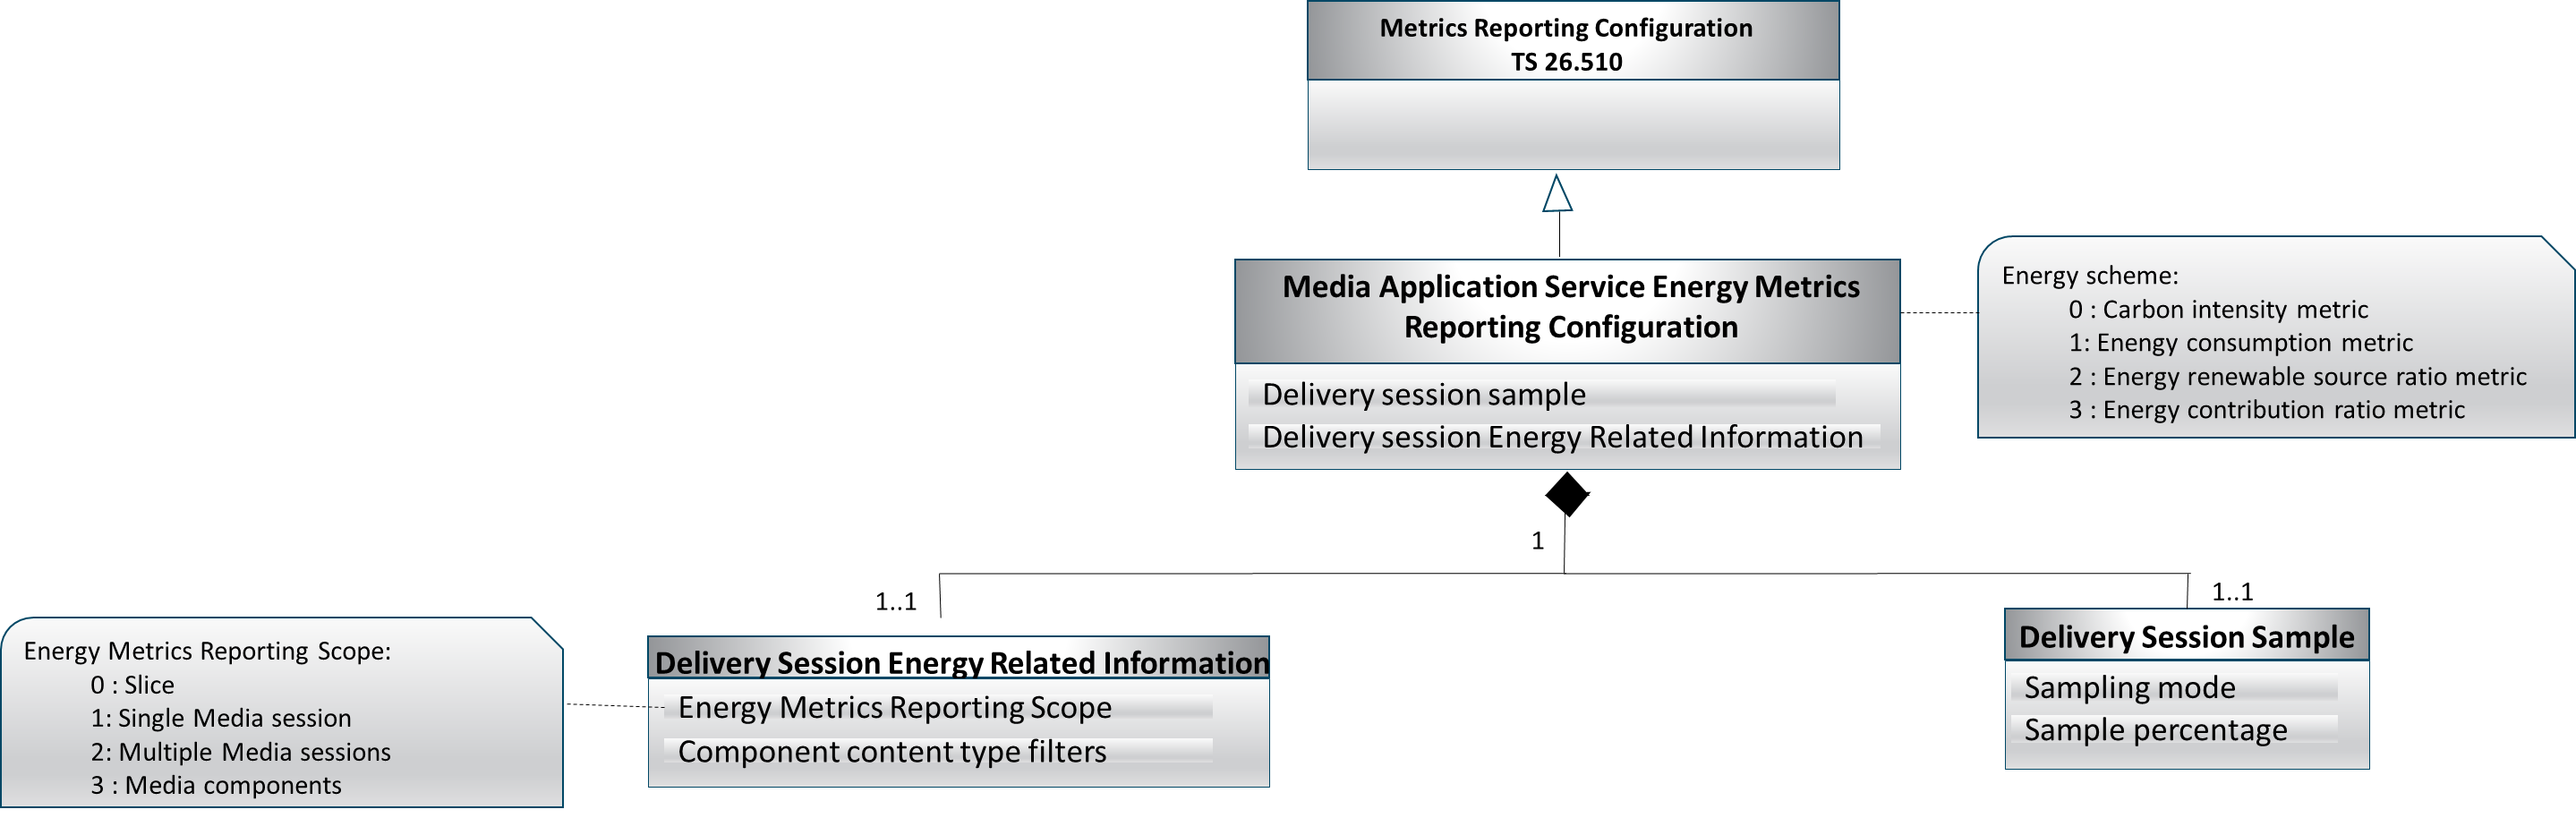 Metrics Reporting Configuration
TS 26.510
Media Application Service Energy Metrics
Reporting Configuration
Delivery session sample
Delivery session Energy Related Information
Energy scheme:
0 : Carbon intensity metric
1: Enengy consumption metric
2 : Energy renewable source ratio metric
3 : Energy contribution ratio metric
1
1..1
1..1
Energy Metrics Reporting Scope:
0 : Slice
1: Single Media session
2: Multiple Media sessions
3 : Media components
Delivery Session Energy Related Information
Energy Metrics Reporting Scope
Component content type filters
Delivery Session Sample
Sampling mode
Sample percentage